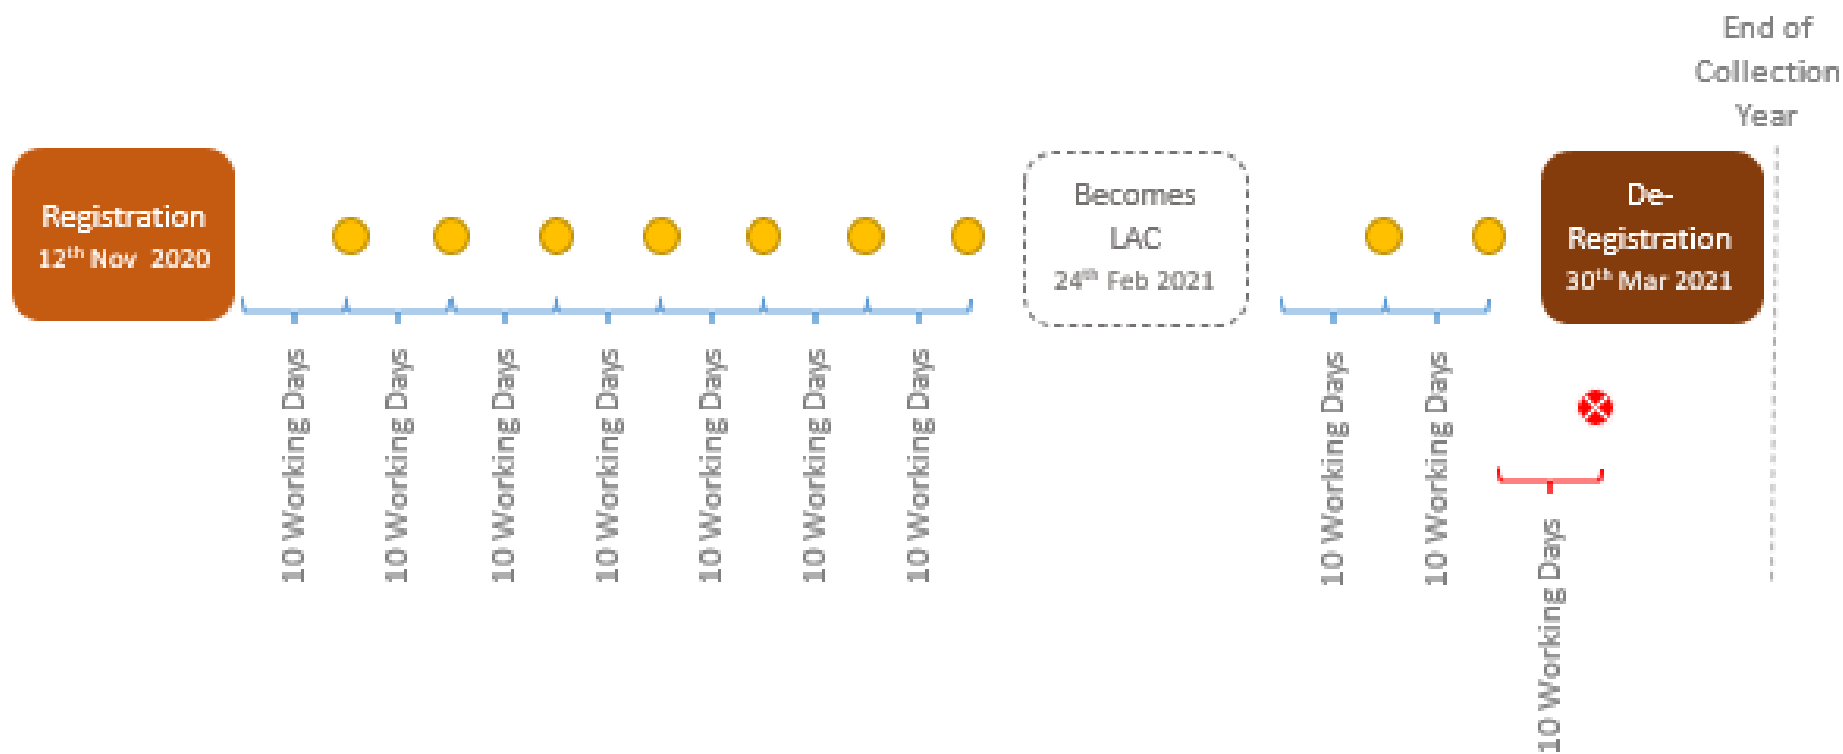 End of
Collection
Year
Registration
12th Nov 2020
Becomes
LAC
24th Feb 2021
De-
Registration
30th Mar 2021
10 Working Days
10 Working Days
10 Working Days
10 Working Days
10 Working Days
10 Working Days
10 Working Days
10 Working Days
10 Working Days
10 Working Days